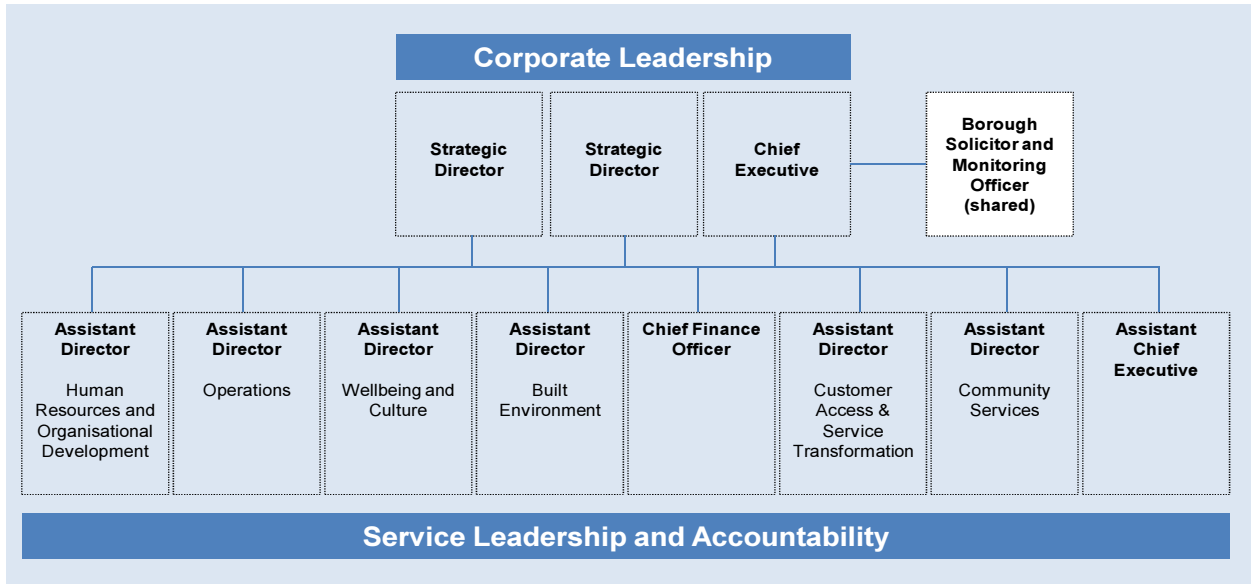 Corporate Leadership
Strategic
Director
Strategic
Director
Chief
Executive
Borough
Solicitor and
Monitoring
Officer
(shared)
Assistant
Director
Human
Resources and
Organisational
Development
Assistant
Director
Operations
Assistant
Director
Wellbeing and
Culture
Assistant
Director
Built
Environment
Chief Finance
Officer
Assistant
Director
Customer
Access &
Service
Transformation
Assistant
Director
Community
Services
Assistant
Chief
Executive
Service Leadership and Accountability